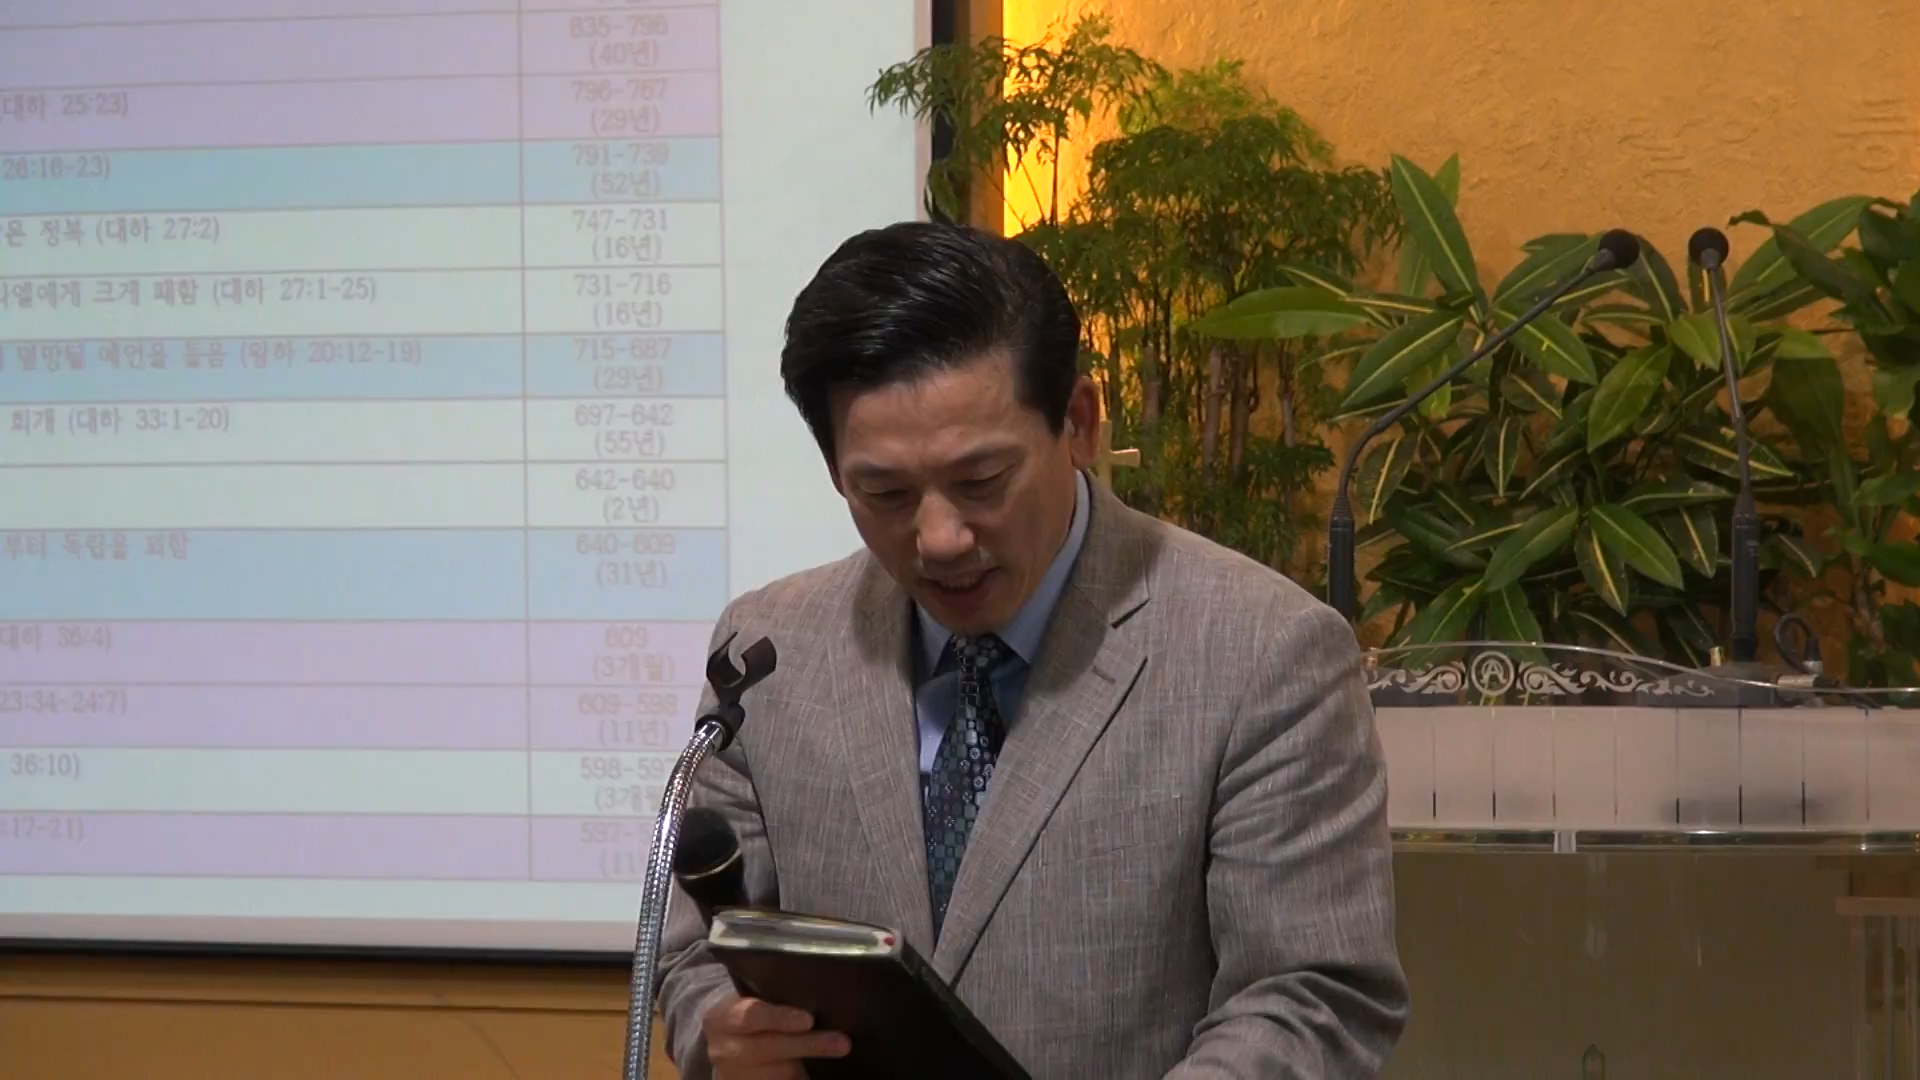 835-796
(40년)
(대하 25:23)
796-767
(29년)
26:16-23)
791-739
(52년)
은 정복 (대하 27:2)
747-731
(16년)
엘에게 크게 패함 (대하 27:1-25)
731-716
(16년)
멸망될 예언을 들음 (왕하 20:12-19)
715-687
(29년)
회개 (대하 33:1-20)
697-642
(55년)
642-640
(2년)
부터 독립을 꾀함
640-609
(31년)
대하 36:4)
609
(3개월)
23:34-24:7)
609-598
(11년)
36:10)
598-597
(3개월
:17-21)
597-